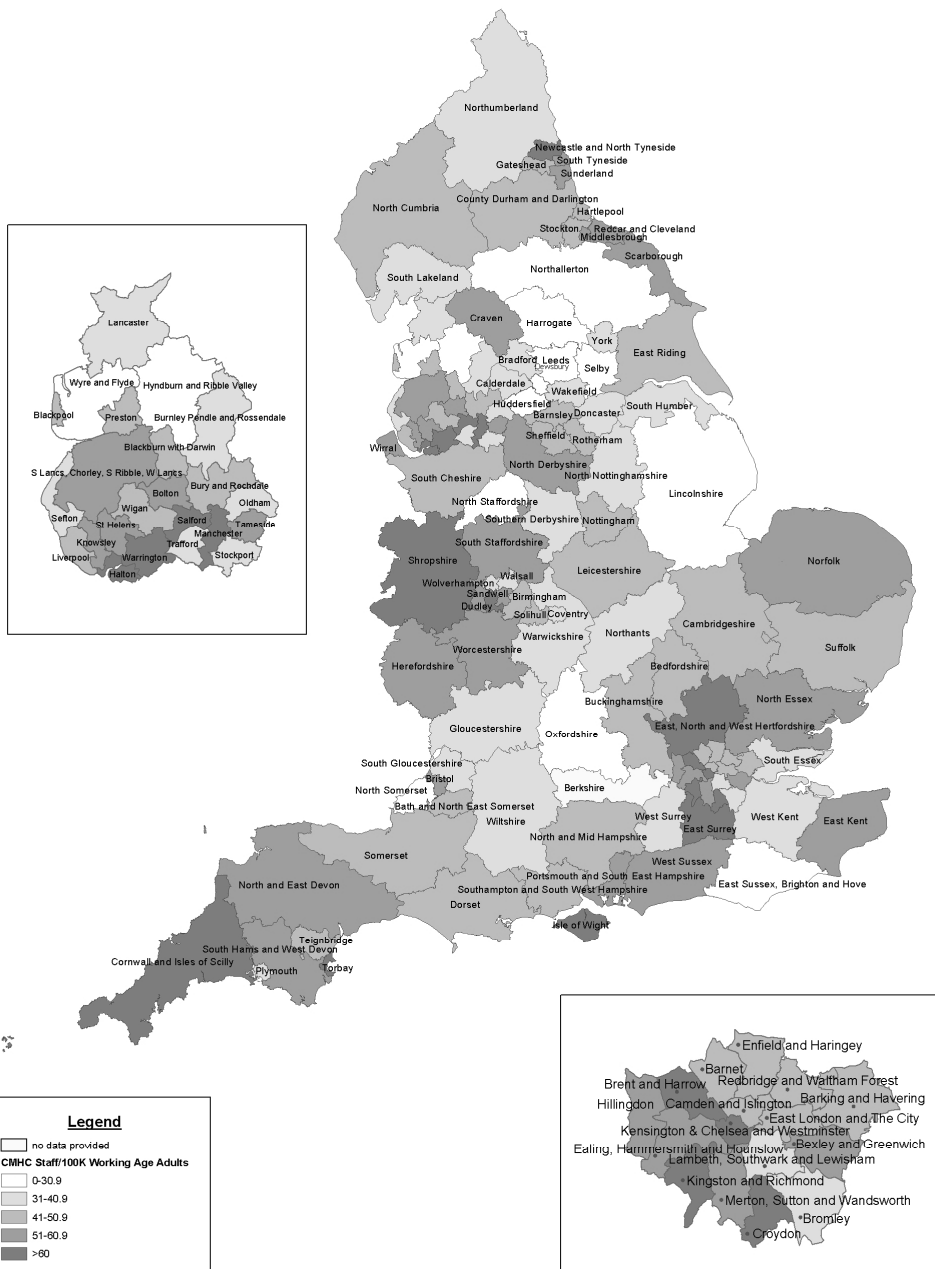 Northumberland
Newcastle and North Tyneside
South Tyneside
Gateshead
Sunderland
County Durham and Darlington
North Cumbria
Hartlepool
Stockton
Redcar and Cleveland
Middlesbrough
Scarborough
Northallerton
South Lakeland
Craven
Harrogate
York
East Riding
Bradford
Leeds
Dewsbury
Selby
Calderdale
Wakefield
Huddersfield
South Humber
Barnsley
Doncaster
Sheffield
Rotherham
Wirral
North Derbyshire
South Cheshire
North Nottinghamshire
Lincolnshire
North Staffordshire
Southern Derbyshire
Nottingham
South Staffordshire
Shropshire
Leicestershire
Norfolk
Walsall
Wolverhampton
Sandwell
Birmingham
Dudley
Solihull
Coventry
Cambridgeshire
Warwickshire
Northants
Suffolk
Worcestershire
Herefordshire
Bedfordshire
Buckinghamshire
North Essex
Gloucestershire
East, North and West Hertfordshire
Oxfordshire
South Gloucestershire
South Essex
Bristol
North Somerset
Berkshire
Bath and North East Somerset
Wiltshire
West Surrey
West Kent
East Kent
East Surrey
North and Mid Hampshire
Somerset
West Sussex
Portsmouth and South East Hampshire
North and East Devon
East Sussex, Brighton and Hove
Southampton and South West Hampshire
Dorset
Isle of Wight
Teignbridge
South Hams and West Devon
Cornwall and Isles of Scilly
Plymouth
Torbay
Lancaster
Wyre and Flyde
Hyndburn and Ribble Valley
Blackpool
Preston
Burnley Pendle and Rossendale
Blackburn with Darwin
S Lancs, Chorley, S Ribble, W Lancs
Bolton
Bury and Rochdale
Wigan
Oldham
Sefton
St Helens
Salford
Tameside
Manchester
Knowsley
Trafford
Liverpool
Warrington
Stockport
Halton
Enfield and Haringey
Barnet
Brent and Harrow
Redbridge and Waltham Forest
Hillingdon
Camden and Islington
Barking and Havering
East London and The City
Kensington & Chelsea and Westminster
Bexley and Greenwich
Ealing, Hammersmith and Hounslow
Lambeth, Southwark and Lewisham
Kingston and Richmond
Merton, Sutton and Wandsworth
Bromley
Croydon
Legend
no data provided
CMHC Staff/100K Working Age Adults
0-30.9
31-40.9
41-50.9
51-60.9
>60